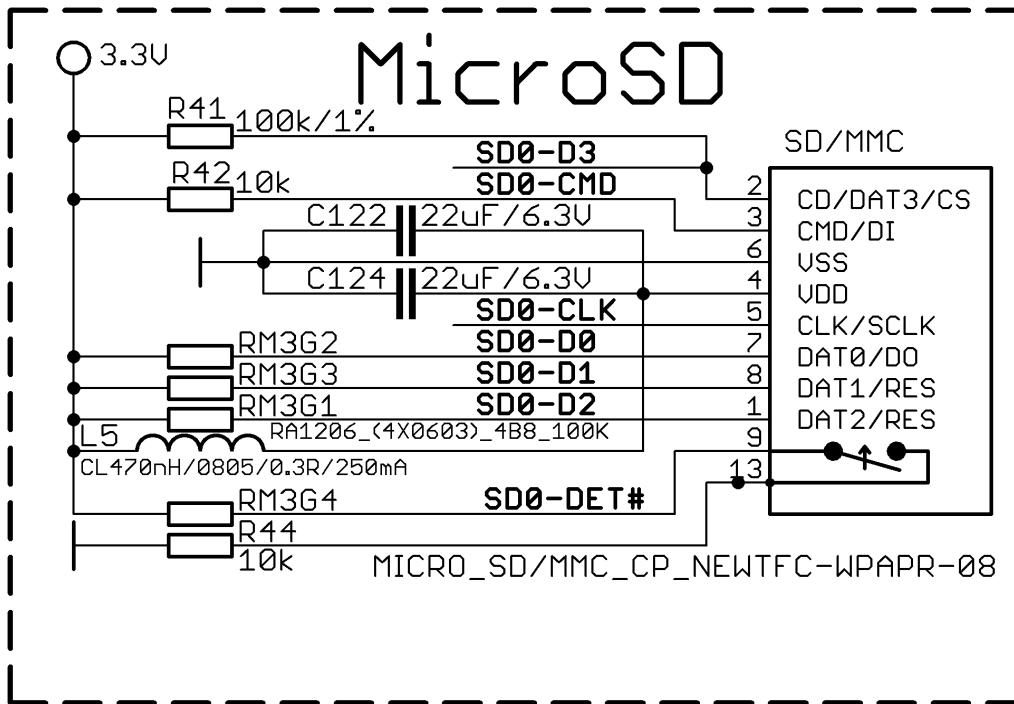 MicroSD
3.3V
R41
100k/1%
SD/MMC
SD0-D3
R42
10k
SD0-CMD
2
CD/DAT3/CS
C122
22uF/6.3V
3
CMD/DI
6
VSS
C124
22uF/6.3V
4
VDD
SD0-CLK
5
CLK/SCLK
RM3G2
SD0-D0
7
DAT0/DO
RM3G3
SD0-D1
8
DAT1/RES
RM3G1
SD0-D2
1
DAT2/RES
L5
RA1206_(4X0603)_4B8_100K
9
CL470nH/0805/0.3R/250mA
13
RM3G4
SD0-DET#
R44
10k
MICRO_SD/MMC_CP_NEWTFC-WPAPR-08